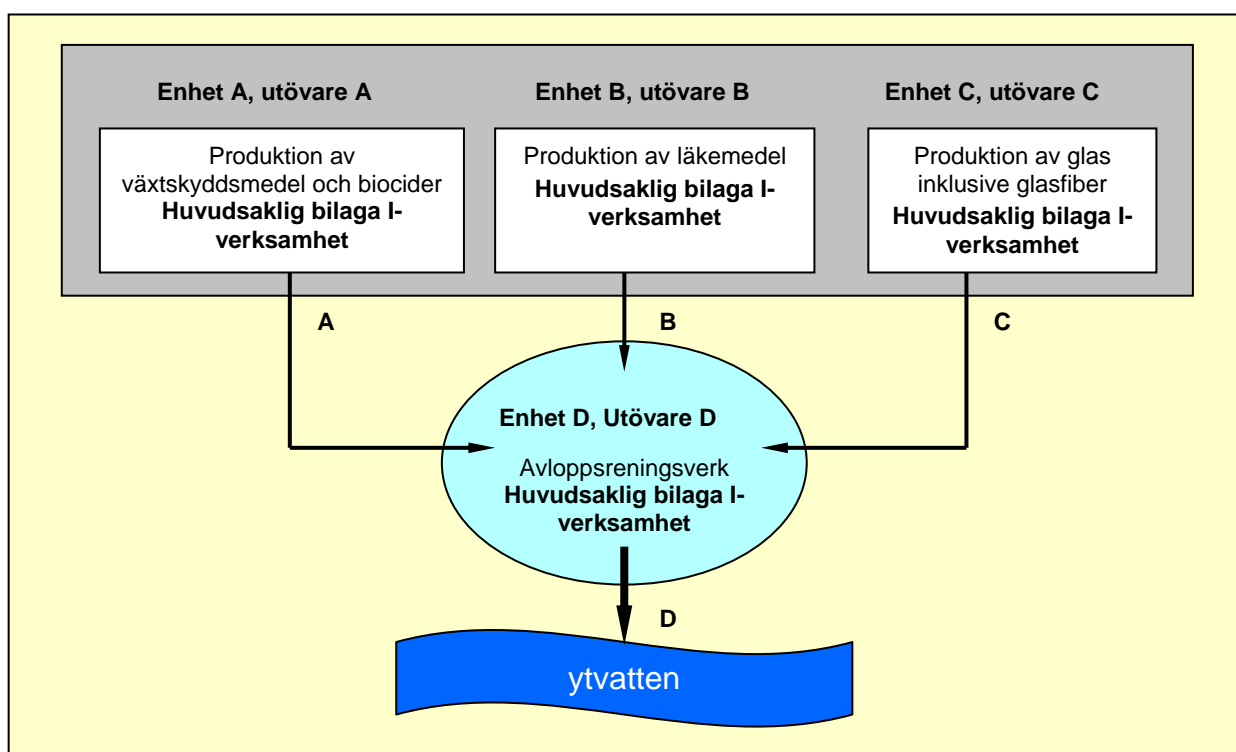 Enhet A, utövare A
Enhet B, utövare B
Enhet C, utövare C
Produktion av
växtskyddsmedel och biocider
Huvudsaklig bilaga I-
verksamhet
Produktion av läkemedel
Huvudsaklig bilaga I-
verksamhet
Produktion av glas
inklusive glasfiber
Huvudsaklig bilaga I-
verksamhet
A
B
C
Enhet D, Utövare D
Avloppsreningsverk
Huvudsaklig bilaga I-
verksamhet
D
ytvatten